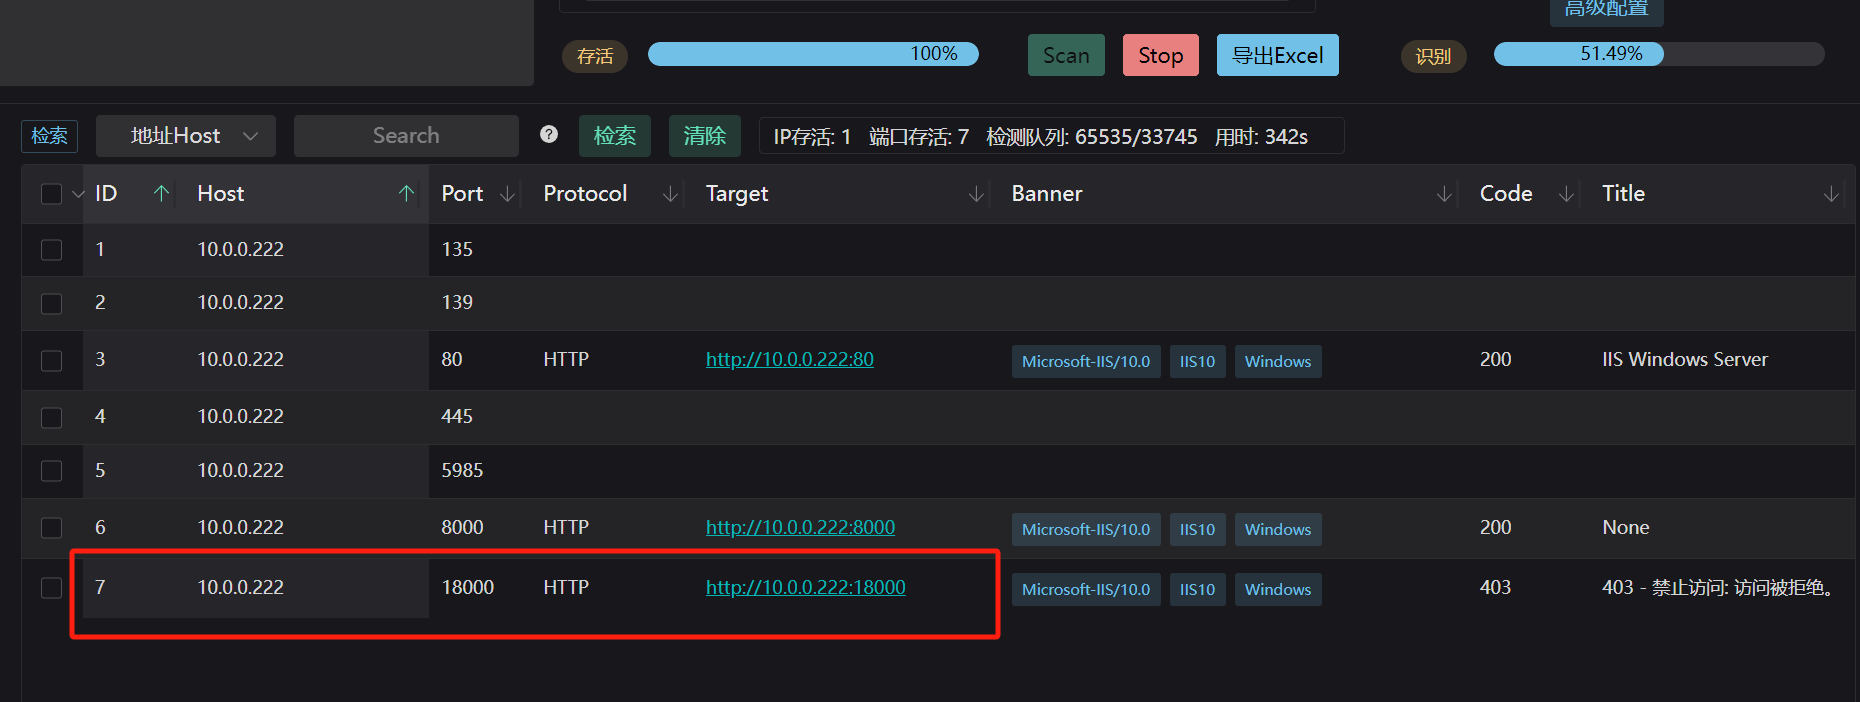 高级配置
存活 100% Scan Stop 导出Excel 识别 51.49%
检索 地址Host Search ? 检索 清除 IP存活: 1 端口存活: 7 检测队列: 65535/33745 用时: 342s
ID Host Port Protocol Target Banner Code Title
1 10.0.0.222 135
2 10.0.0.222 139
3 10.0.0.222 80 HTTP http://10.0.0.222:80 Microsoft-IIS/10.0 IIS10 Windows 200 IIS Windows Server
4 10.0.0.222 445
5 10.0.0.222 5985
6 10.0.0.222 8000 HTTP http://10.0.0.222:8000 Microsoft-IIS/10.0 IIS10 Windows 200 None
7 10.0.0.222 18000 HTTP http://10.0.0.222:18000 Microsoft-IIS/10.0 IIS10 Windows 403 403 - 禁止访问: 访问被拒绝。